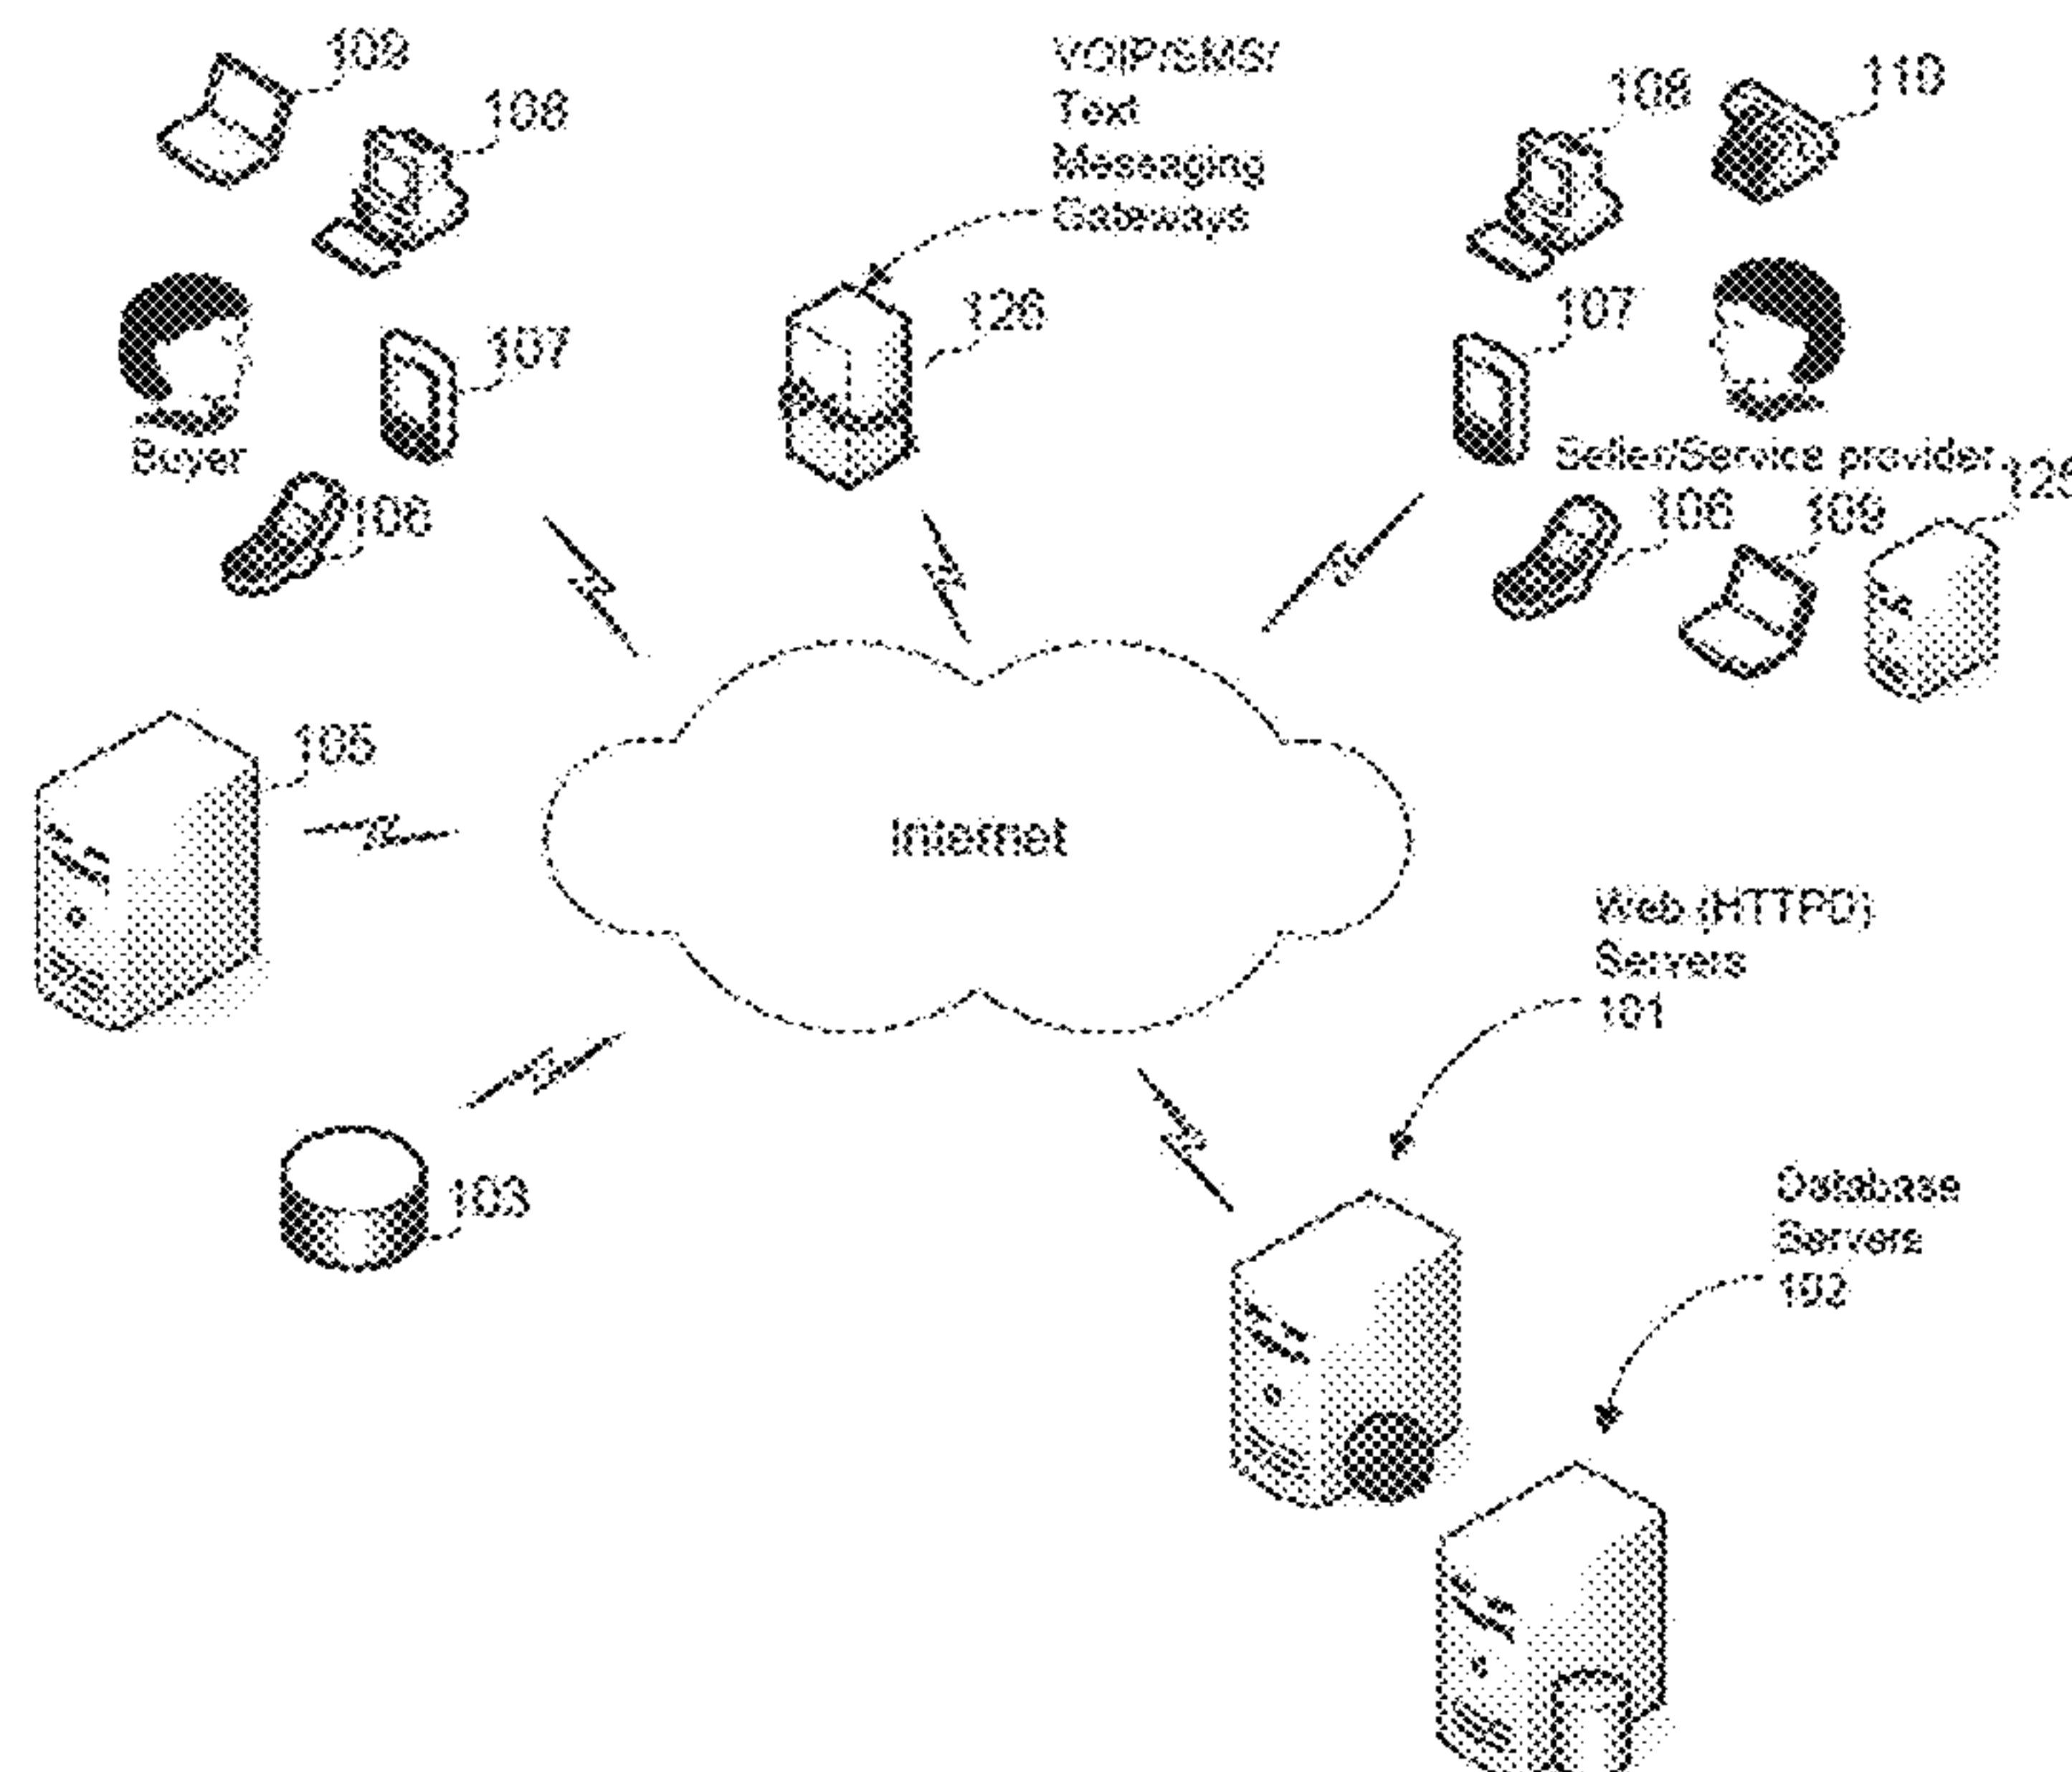 109
108
VOIP/SMS/
Text
Messaging
Gateways
108
110
126
107
107
Buyer
Seller/Service provider
106
106
109
105
Internet
Web (HTTPD)
Servers
101
103
Database
Servers
102